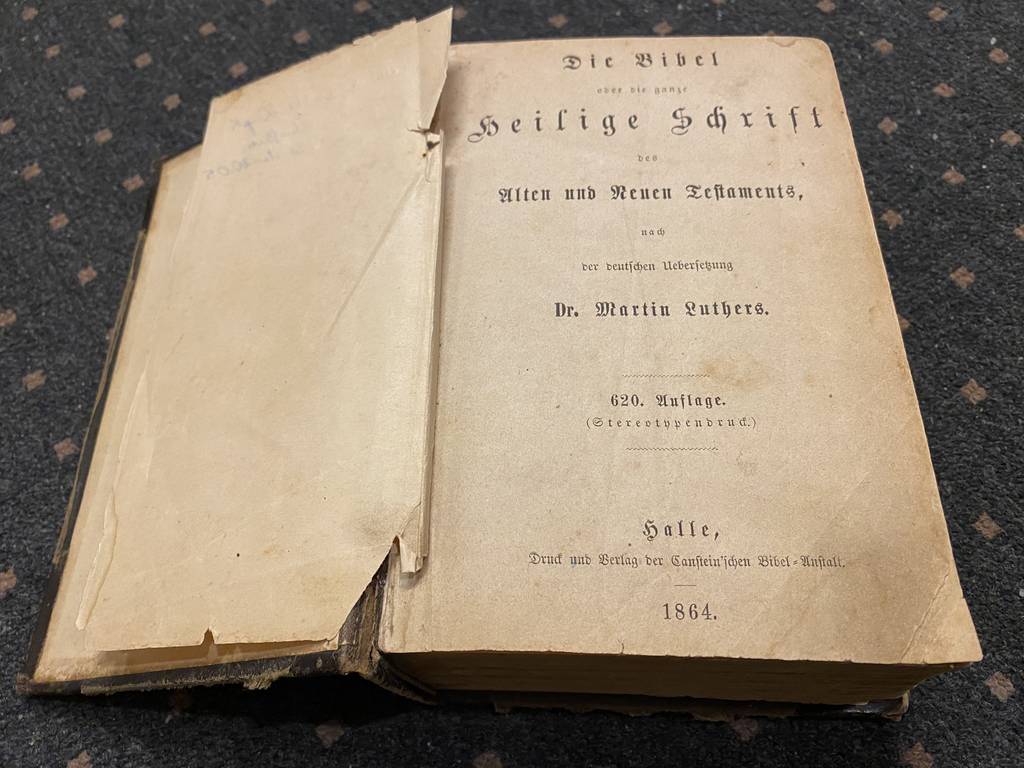 Die Bibel
oder die ganze
Heilige Schrift
des
Alten und Neuen Testaments,
nach
der deutschen Uebersetzung
Dr. Martin Luthers.
620. Auflage.
(Stereotypendruck.)
Halle,
Druck und Verlag der Canstein'schen Bibel-Anstalt.
1864.